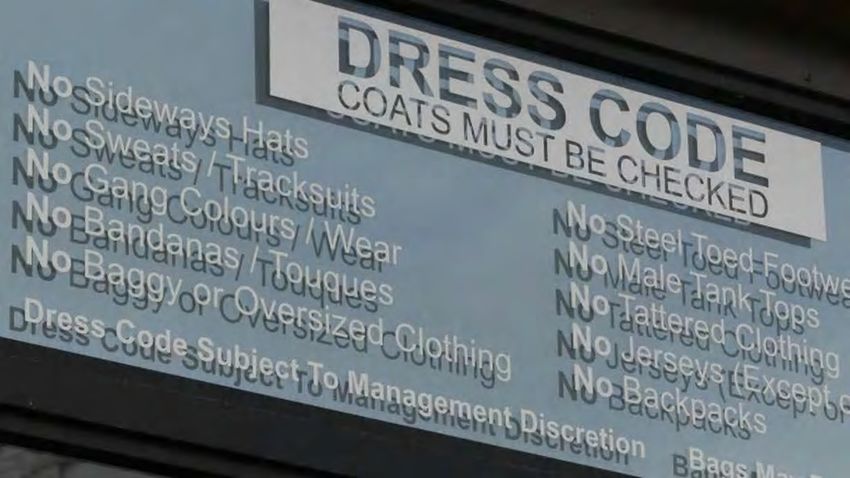 DRESS CODE
COATS MUST BE CHECKED
No Sideways Hats
No Sweats / Tracksuits
No Gang Colours / Wear
No Bandanas / Touques
No Baggy or Oversized Clothing
No Steel Toed
No Male Tank Tops
No Tattered Clothing
No Jerseys (Except
No Backpacks
Dress Code Subject To Management Discretion
Bags